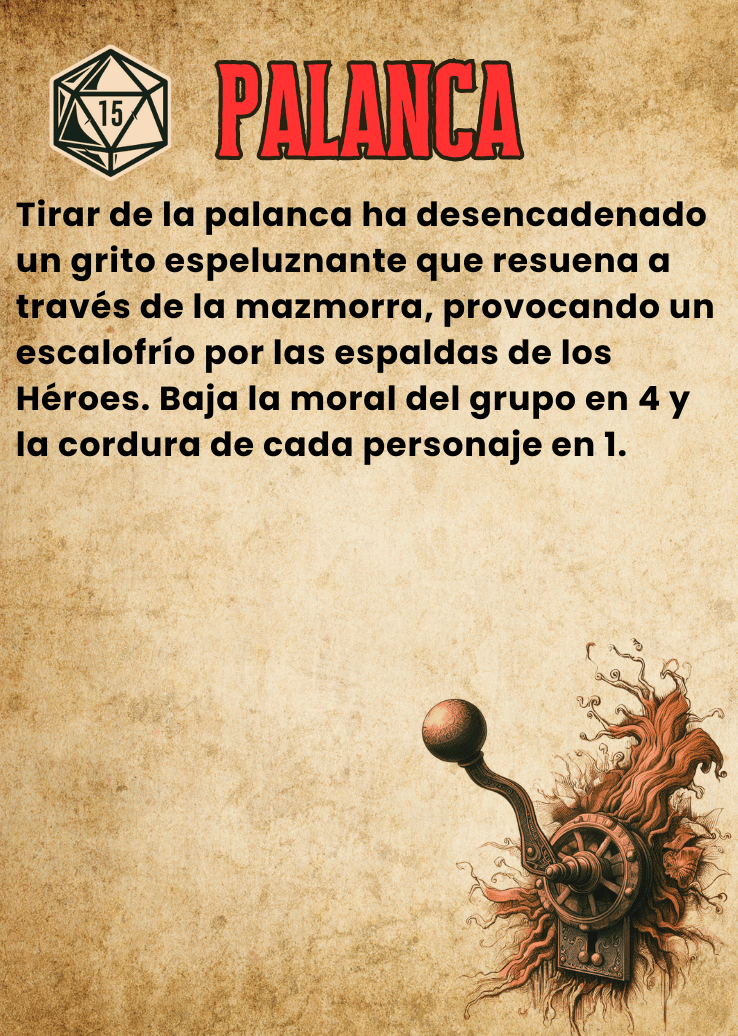 15
PALANCA
Tirar de la palanca ha desencadenado
un grito espeluznante que resuena a
través de la mazmorra, provocando un
escalofrío por las espaldas de los
Héroes. Baja la moral del grupo en 4 y
la cordura de cada personaje en 1.